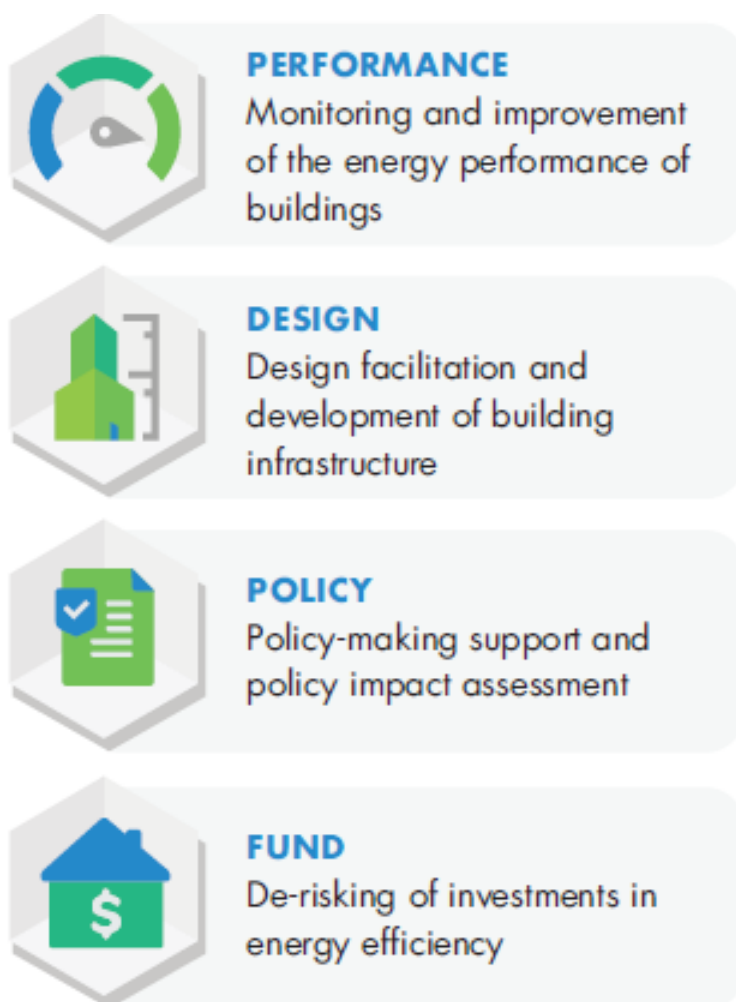 PERFORMANCE
Monitoring and improvement
of the energy performance of
buildings
DESIGN
Design facilitation and
development of building
infrastructure
POLICY
Policy-making support and
policy impact assessment
FUND
De-risking of investments in
energy efficiency
$